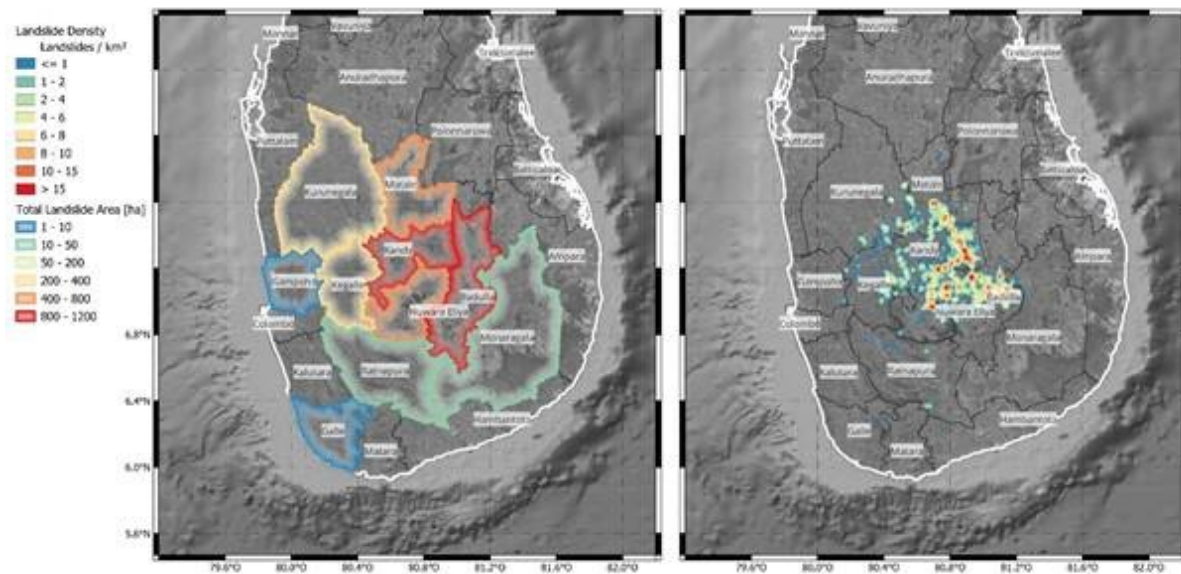 Landslide Density
Landslides / km²
<= 1
1 - 2
2 - 4
4 - 6
6 - 8
8 - 10
10 - 15
> 15
Total Landslide Area [ha]
1 - 10
10 - 50
50 - 200
200 - 400
400 - 800
800 - 1200
Mannar
Vavuniya
Trincomalee
Anuradhapura
Puttalam
Polonnaruwa
Batticaloa
Kurunegala
Matale
Kandy
Ampara
Gampaha
Kegalle
Badulla
Nuwara Eliya
Colombo
Monaragala
Kalutara
Ratnapura
Hambantota
Galle
Matara
6.8°N
6.4°N
6.0°N
5.6°N
79.6°O
80.0°O
80.4°O
80.8°O
81.2°O
81.6°O
82.0°O
Mannar
Vavuniya
Trincomalee
Anuradhapura
Puttalam
Polonnaruwa
Batticaloa
Kurunegala
Matale
Kandy
Ampara
Gampaha
Badulla
Nuwara Eliya
Colombo
Monaragala
Kalutara
Ratnapura
Hambantota
Galle
Matara
79.6°O
80.0°O
80.4°O
80.8°O
81.2°O
81.6°O
82.0°O